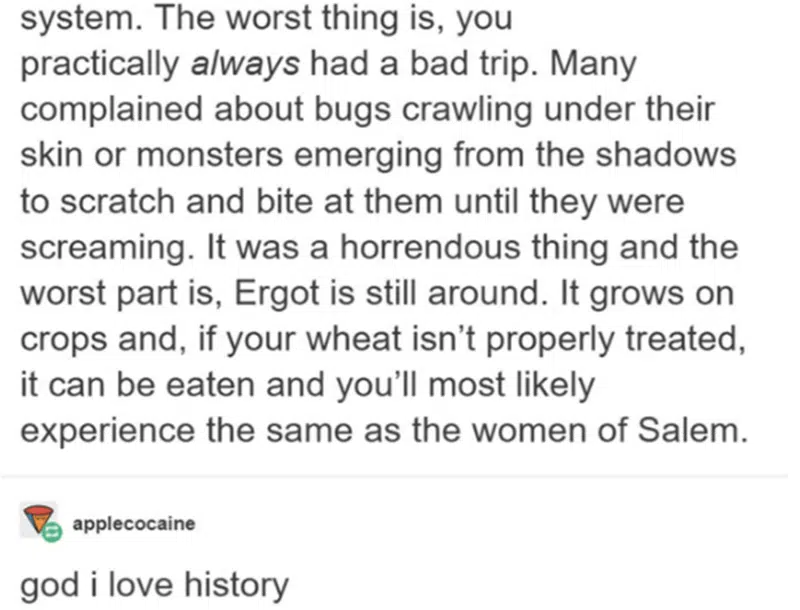 system. The worst thing is, you
practically always had a bad trip. Many
complained about bugs crawling under their
skin or monsters emerging from the shadows
to scratch and bite at them until they were
screaming. It was a horrendous thing and the
worst part is, Ergot is still around. It grows on
crops and, if your wheat isn’t properly treated,
it can be eaten and you’ll most likely
experience the same as the women of Salem.
applecocaine
god i love history